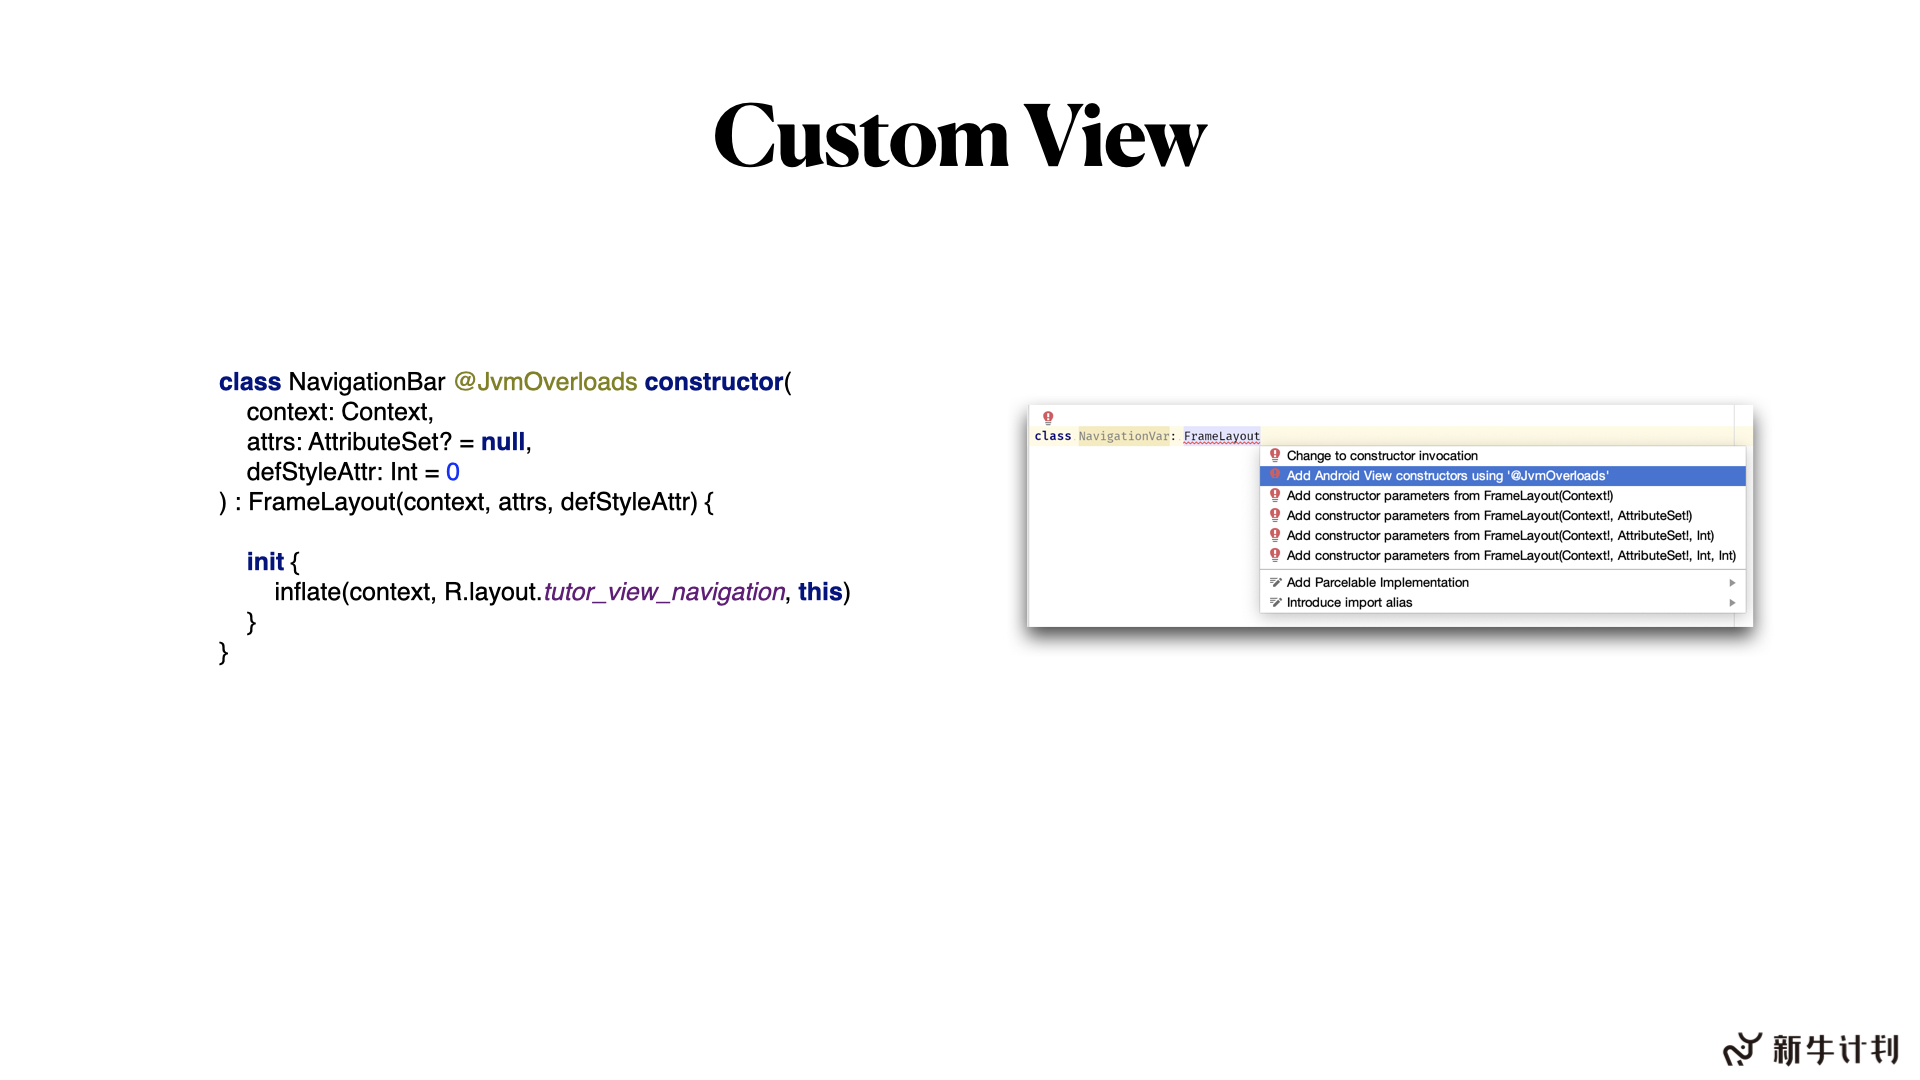 Custom View
class NavigationBar @JvmOverloads constructor(
context: Context,
attrs: AttributeSet? = null,
defStyleAttr: Int = 0
) : FrameLayout(context, attrs, defStyleAttr) {
init {
inflate(context, R.layout.tutor_view_navigation, this)
}
}
class NavigationVar: FrameLayout
Change to constructor invocation
Add Android View constructors using '@JvmOverloads'
Add constructor parameters from FrameLayout(Context!)
Add constructor parameters from FrameLayout(Context!, AttributeSet!)
Add constructor parameters from FrameLayout(Context!, AttributeSet!, Int)
Add constructor parameters from FrameLayout(Context!, AttributeSet!, Int, Int)
Add Parcelable Implementation
Introduce import alias
新牛计划